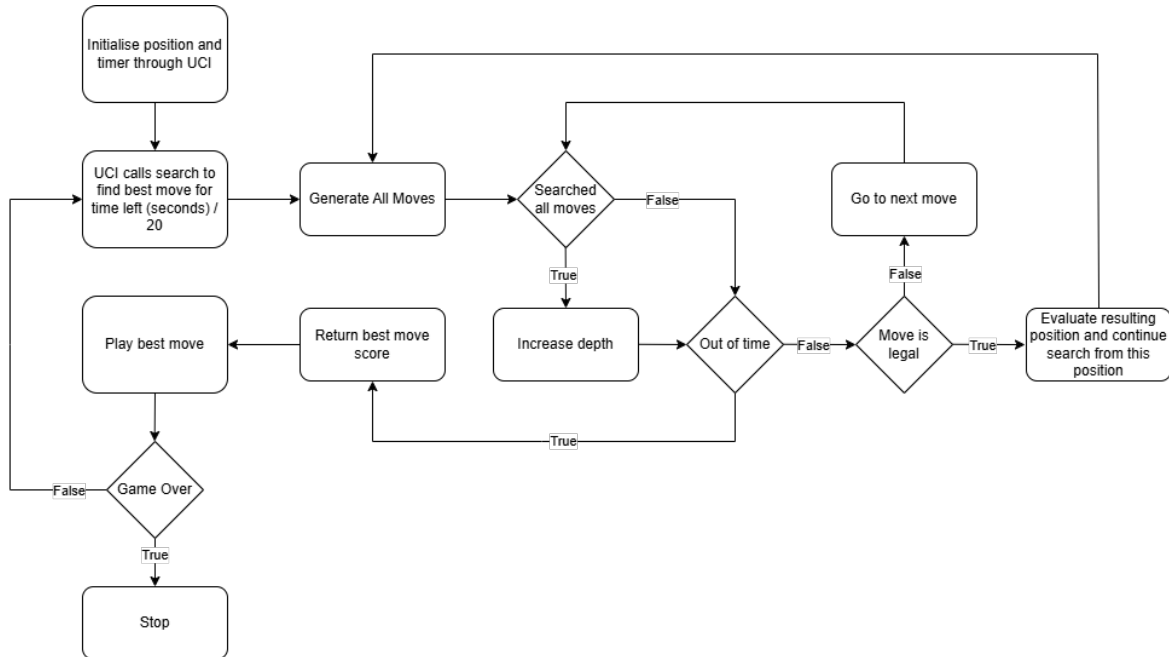 Initialise position and
timer through UCI
UCI calls search to
find best move for
time left (seconds) /
20
Generate All Moves
Searched
all moves
False
Go to next move
True
False
Play best move
Return best move
score
Increase depth
Out of time
False
Move is
legal
True
Evaluate resulting
position and continue
search from this
position
True
False
Game Over
True
Stop